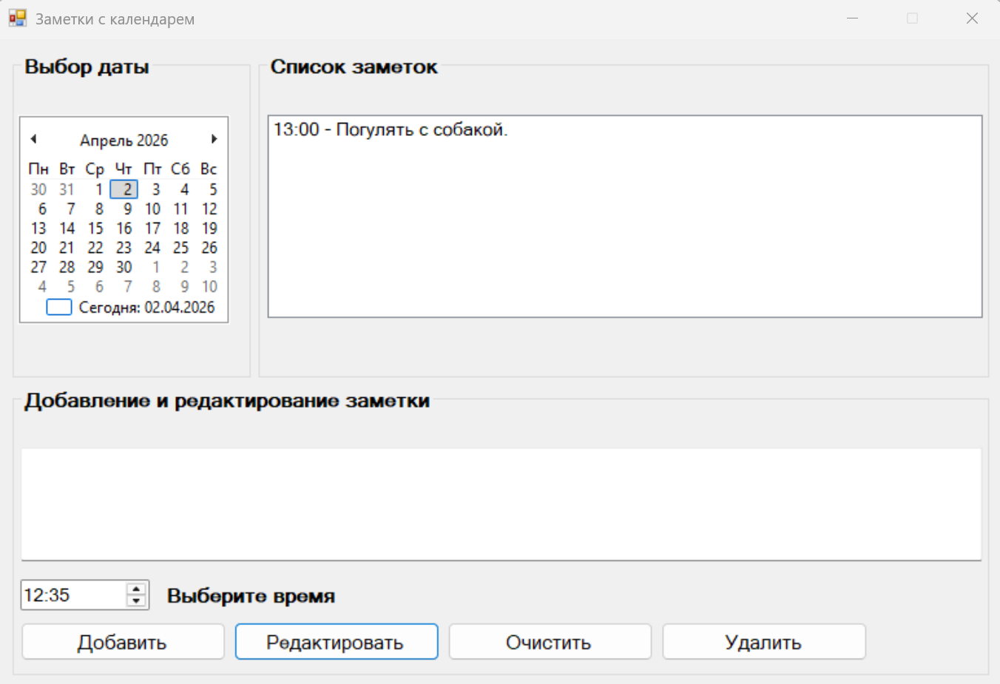 Заметки с календарем
Выбор даты
Апрель 2026
Пн Вт Ср Чт Пт Сб Вс
30 31 1 2 3 4 5
6 7 8 9 10 11 12
13 14 15 16 17 18 19
20 21 22 23 24 25 26
27 28 29 30 1 2 3
4 5 6 7 8 9 10
Сегодня: 02.04.2026
Список заметок
13:00 - Погулять с собакой.
Добавление и редактирование заметки
12:35 Выберите время
Добавить Редактировать Очистить Удалить